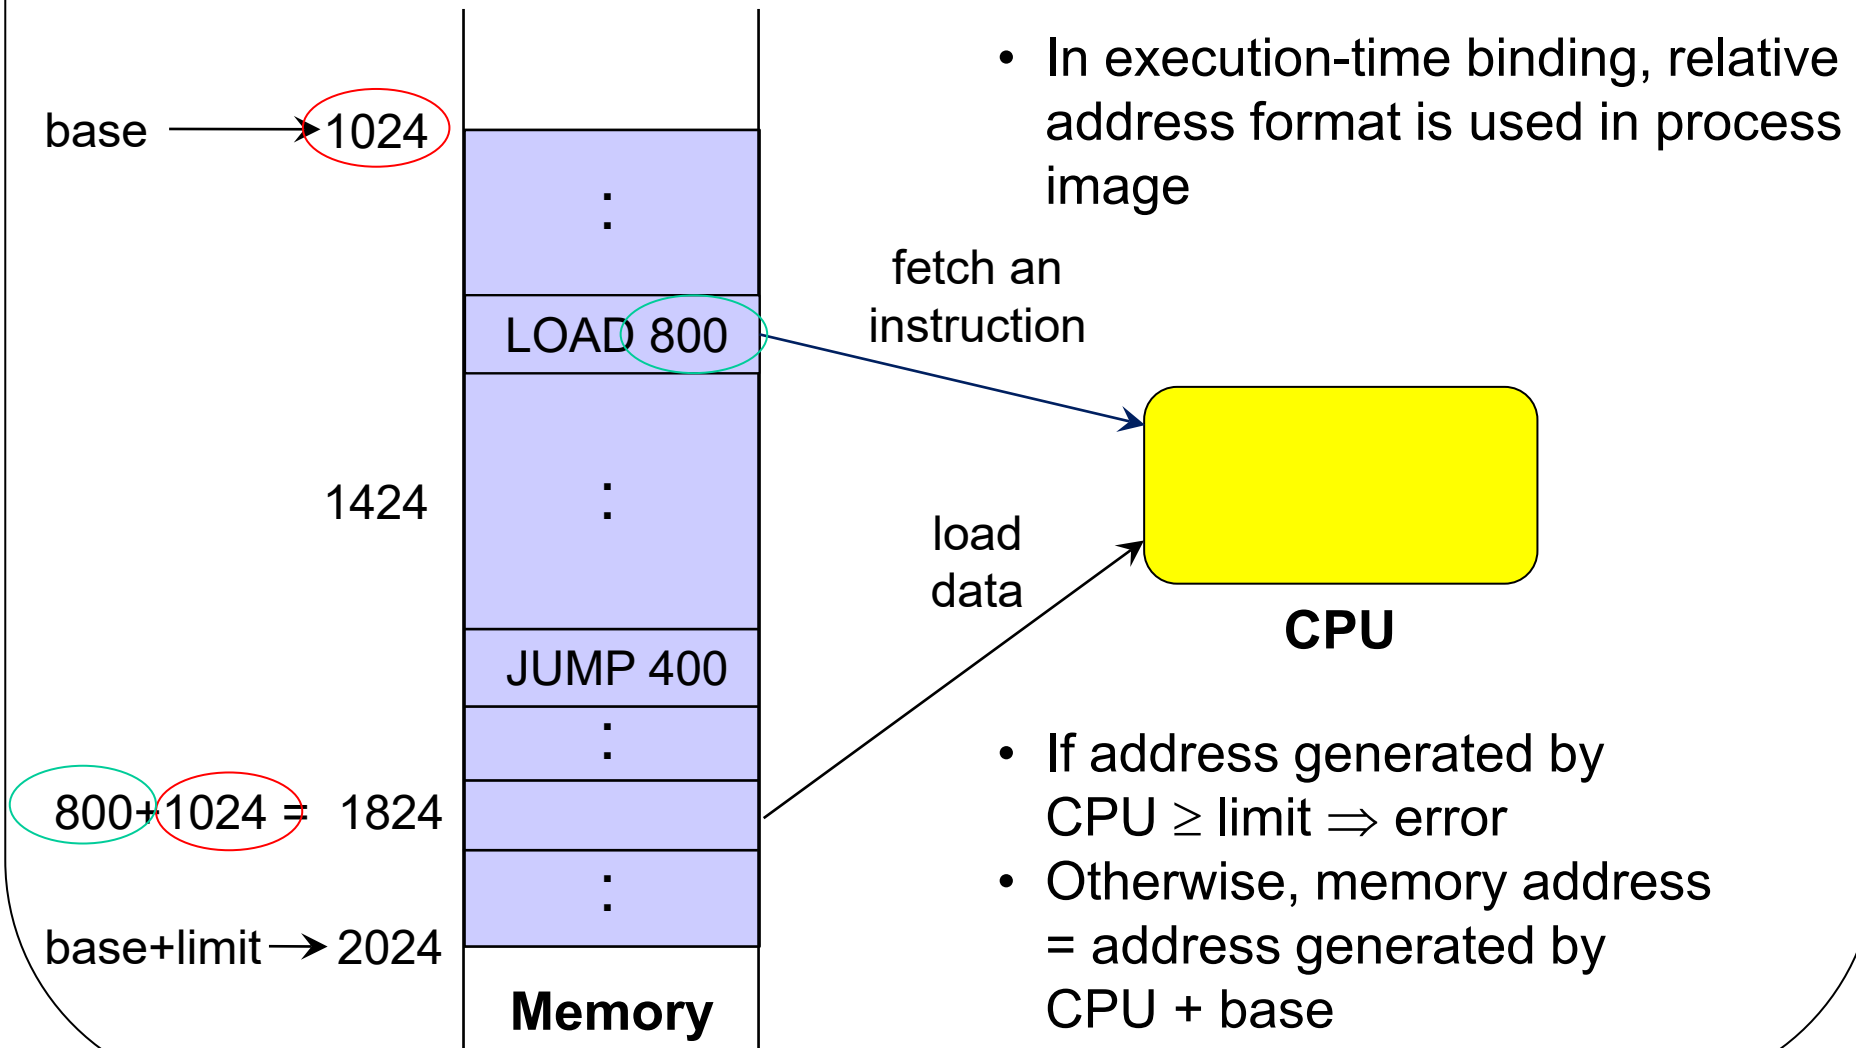 • In execution-time binding, relative
address format is used in process
image
base
1024
:
fetch an
instruction
LOAD 800
1424
:
load
data
CPU
JUMP 400
:
• If address generated by
CPU ≥ limit ⇒ error
• Otherwise, memory address
= address generated by
CPU + base
800+1024 = 1824
:
base+limit
2024
Memory